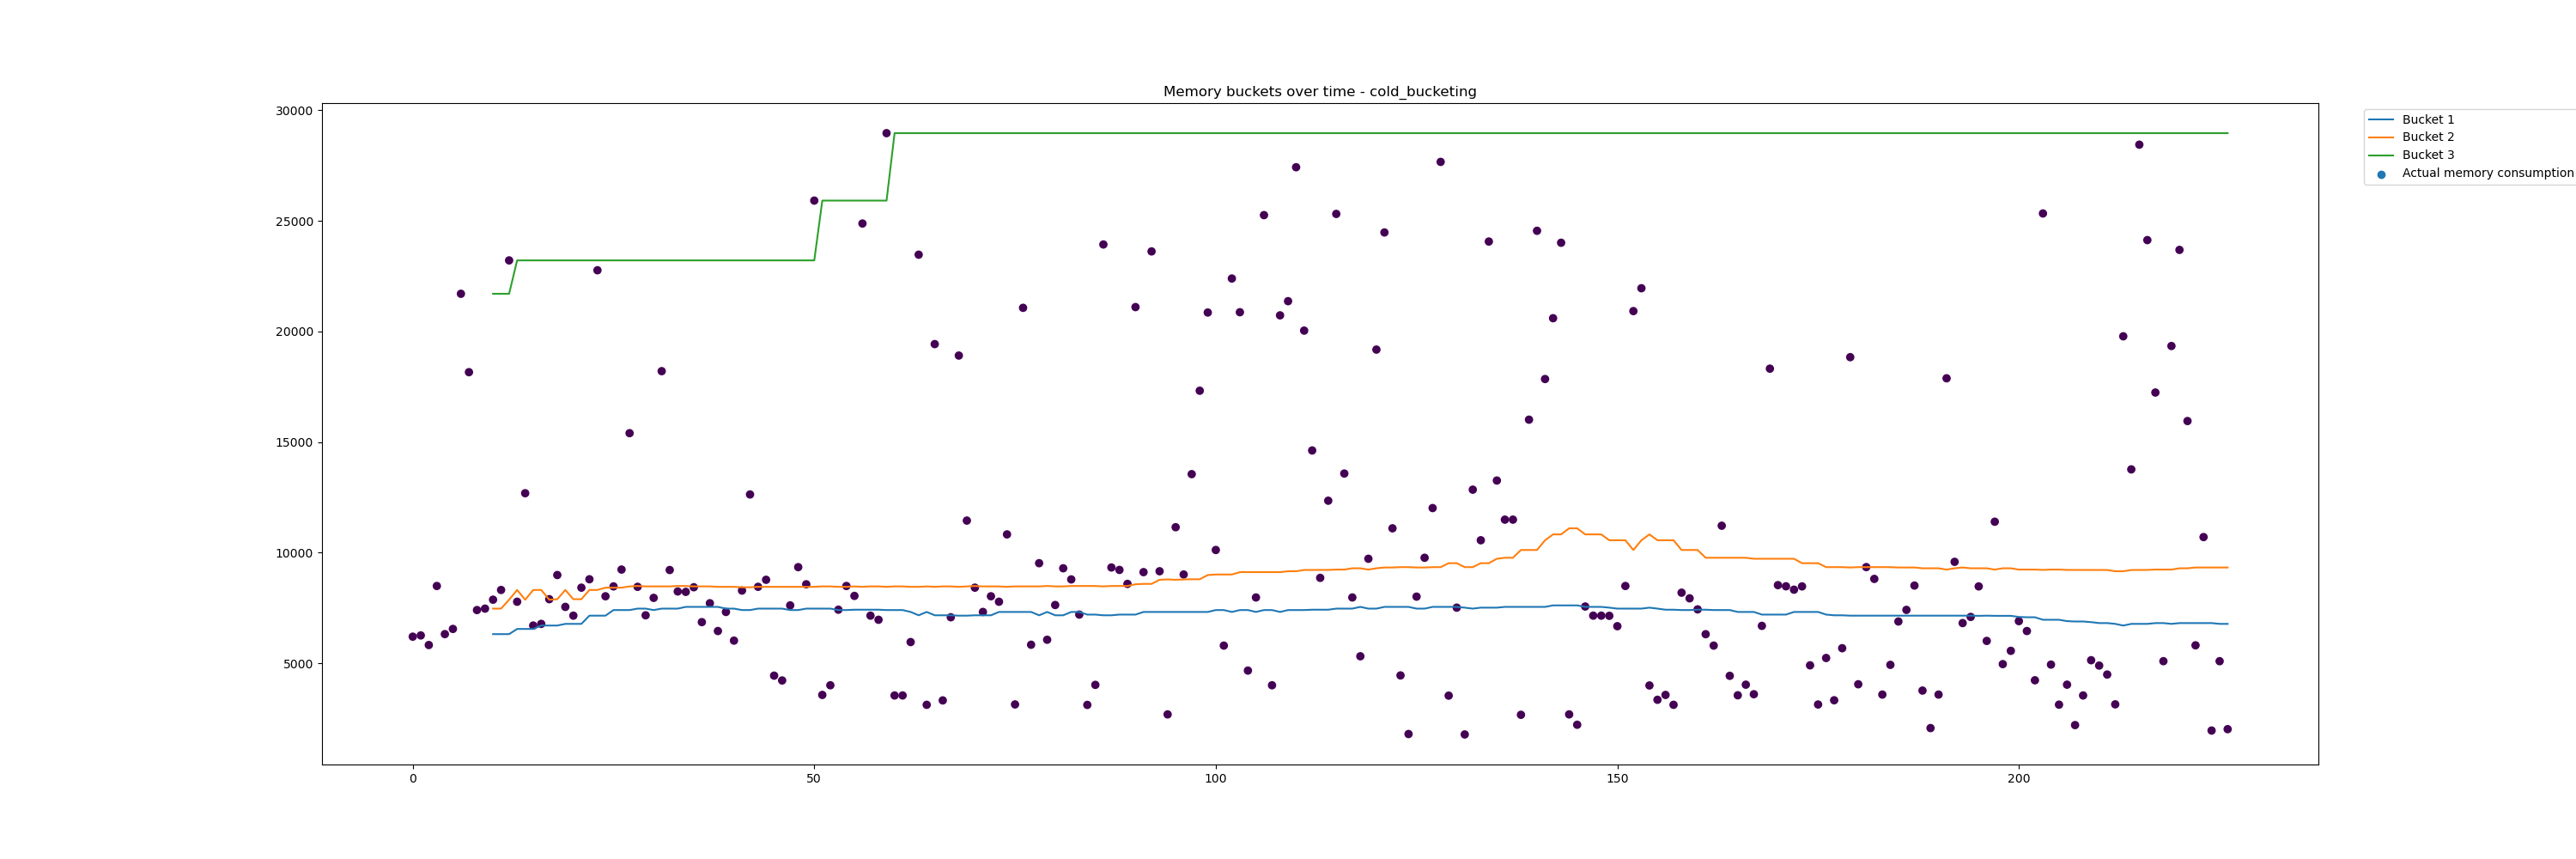 Memory buckets over time - cold_bucketing
30000
25000
20000
15000
10000
5000
0
50
100
150
200
Bucket 1
Bucket 2
Bucket 3
Actual memory consumption